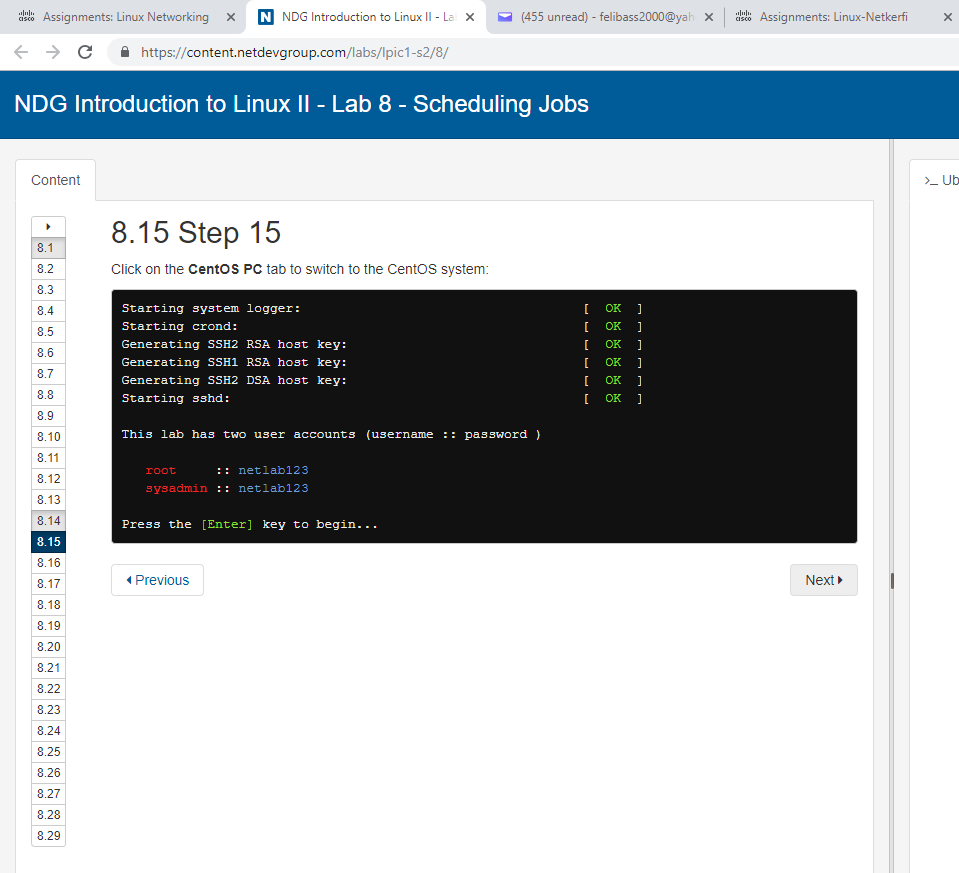 Assignments: Linux Networking
NDG Introduction to Linux II - La
(455 unread) - felibass2000@yah
Assignments: Linux-Netkerfi
https://content.netdevgroup.com/labs/lpic1-s2/8/
NDG Introduction to Linux II - Lab 8 - Scheduling Jobs
Content
>_ Ub
8.1
8.2
8.3
8.4
8.5
8.6
8.7
8.8
8.9
8.10
8.11
8.12
8.13
8.14
8.15
8.16
8.17
8.18
8.19
8.20
8.21
8.22
8.23
8.24
8.25
8.26
8.27
8.28
8.29
8.15 Step 15
Click on the CentOS PC tab to switch to the CentOS system:
Starting system logger: [ OK ]
Starting crond: [ OK ]
Generating SSH2 RSA host key: [ OK ]
Generating SSH1 RSA host key: [ OK ]
Generating SSH2 DSA host key: [ OK ]
Starting sshd: [ OK ]
This lab has two user accounts (username :: password )
root :: netlab123
sysadmin :: netlab123
Press the [Enter] key to begin...
Previous
Next